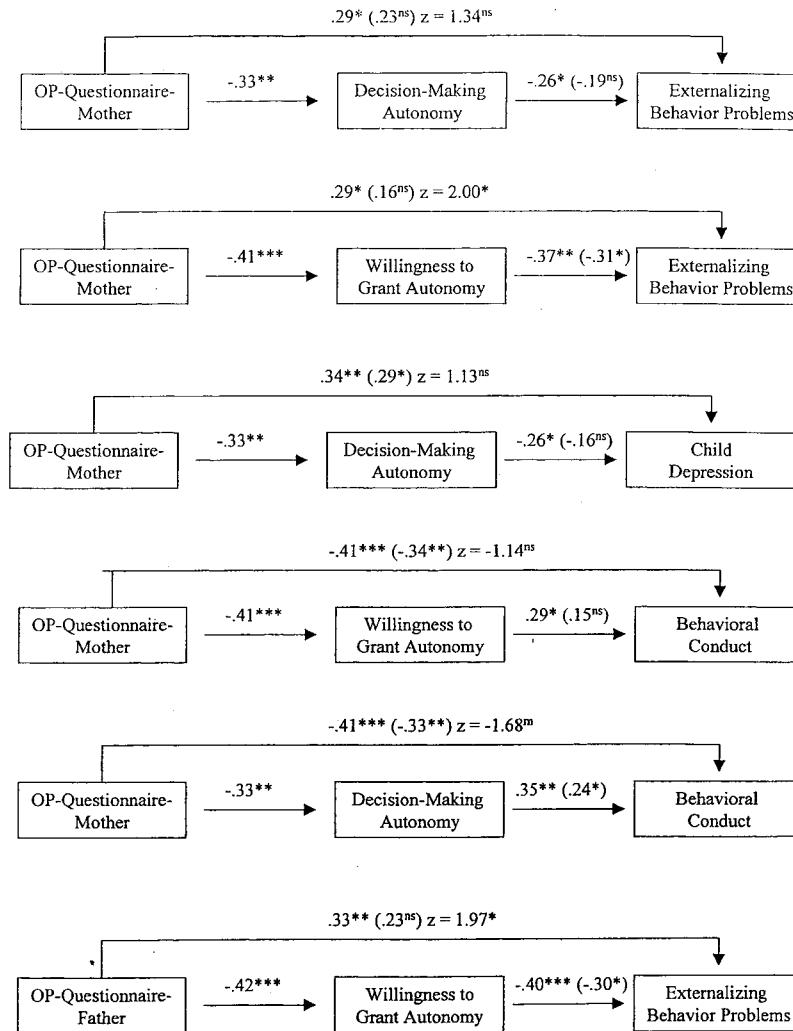 .29* (.23ns) z = 1.34ns
OP-Questionnaire-
Mother
-.33**
Decision-Making
Autonomy
-.26* (-.19ns)
Externalizing
Behavior Problems
.29* (.16ns) z = 2.00*
OP-Questionnaire-
Mother
-.41***
Willingness to
Grant Autonomy
-.37** (-.31*)
Externalizing
Behavior Problems
.34** (.29*) z = 1.13ns
OP-Questionnaire-
Mother
-.33**
Decision-Making
Autonomy
-.26* (-.16ns)
Child
Depression
-.41*** (-.34**) z = -1.14ns
OP-Questionnaire-
Mother
-.41***
Willingness to
Grant Autonomy
.29* (.15ns)
Behavioral
Conduct
-.41*** (-.33**) z = -1.68m
OP-Questionnaire-
Mother
-.33**
Decision-Making
Autonomy
.35** (.24*)
Behavioral
Conduct
.33** (.23ns) z = 1.97*
OP-Questionnaire-
Father
-.42***
Willingness to
Grant Autonomy
-.40*** (-.30*)
Externalizing
Behavior Problems